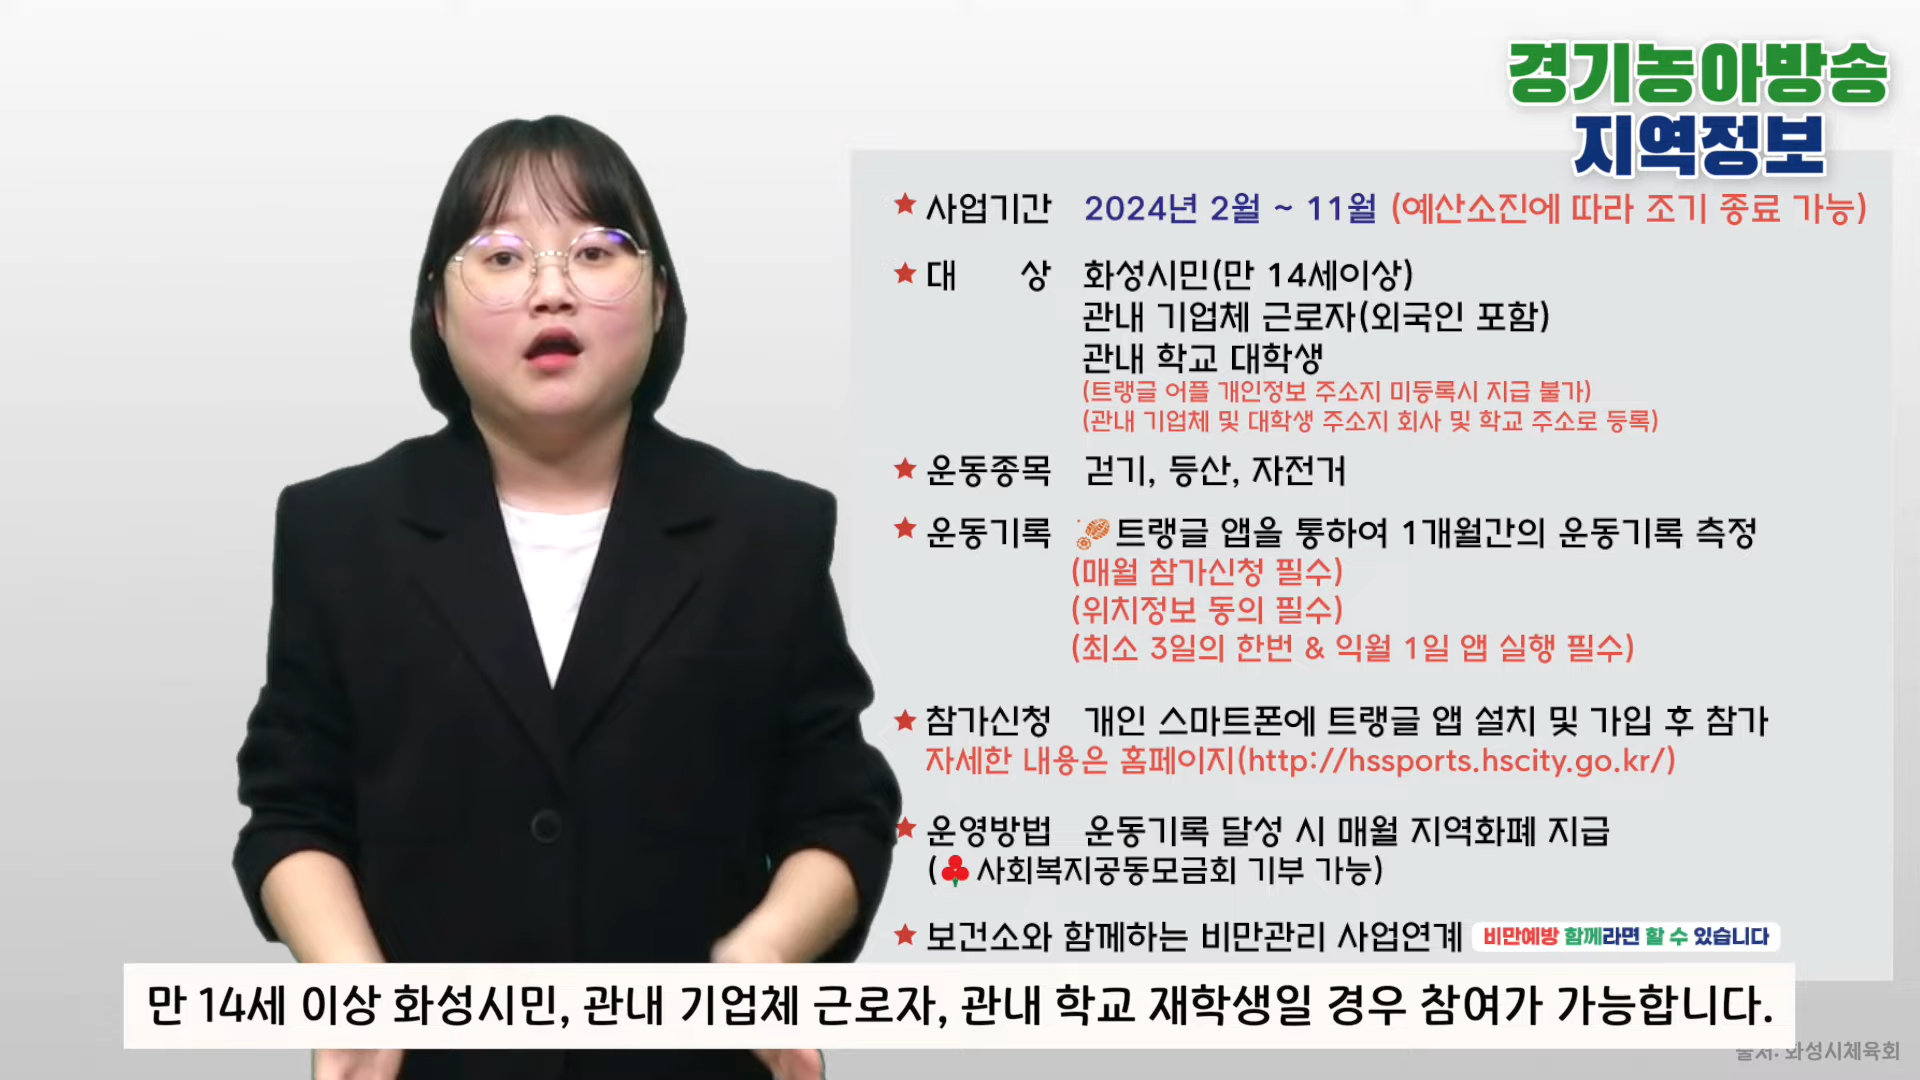 경기농아방송
지역정보
★ 사업기간 2024년 2월 ~ 11월 (예산소진에 따라 조기 종료 가능)
★ 대 상 화성시민(만 14세이상)
관내 기업체 근로자(외국인 포함)
관내 학교 대학생
(트랭글 어플 개인정보 주소지 미등록시 지급 불가)
(관내 기업체 및 대학생 주소지 회사 및 학교 주소로 등록)
★ 운동종목 걷기, 등산, 자전거
★ 운동기록 트랭글 앱을 통하여 1개월간의 운동기록 측정
(매월 참가신청 필수)
(위치정보 동의 필수)
(최소 3일의 한번 & 익월 1일 앱 실행 필수)
★ 참가신청 개인 스마트폰에 트랭글 앱 설치 및 가입 후 참가
자세한 내용은 홈페이지(http://hssports.hscity.go.kr/)
★ 운영방법 운동기록 달성 시 매월 지역화폐 지급
(사회복지공동모금회 기부 가능)
★ 보건소와 함께하는 비만관리 사업연계 비만예방 함께라면 할 수 있습니다
만 14세 이상 화성시민, 관내 기업체 근로자, 관내 학교 재학생일 경우 참여가 가능합니다.
출처: 화성시체육회